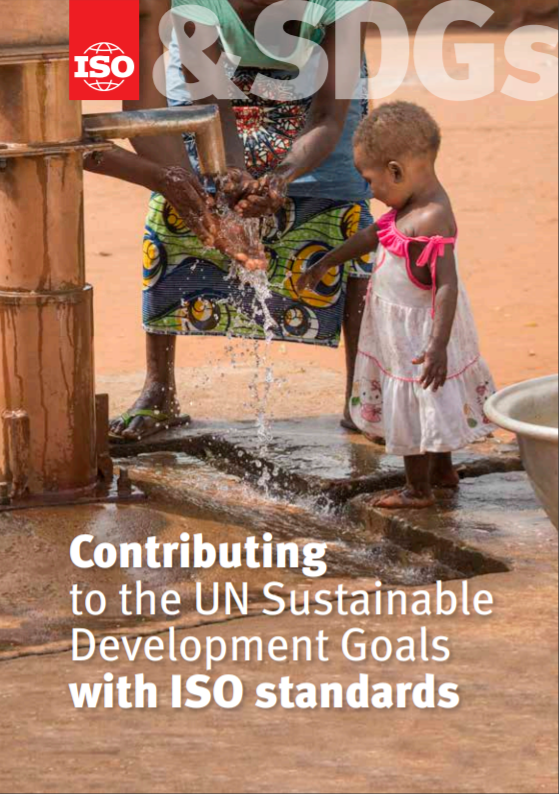 ISO
&SDGs
Contributing
to the UN Sustainable
Development Goals
with ISO standards